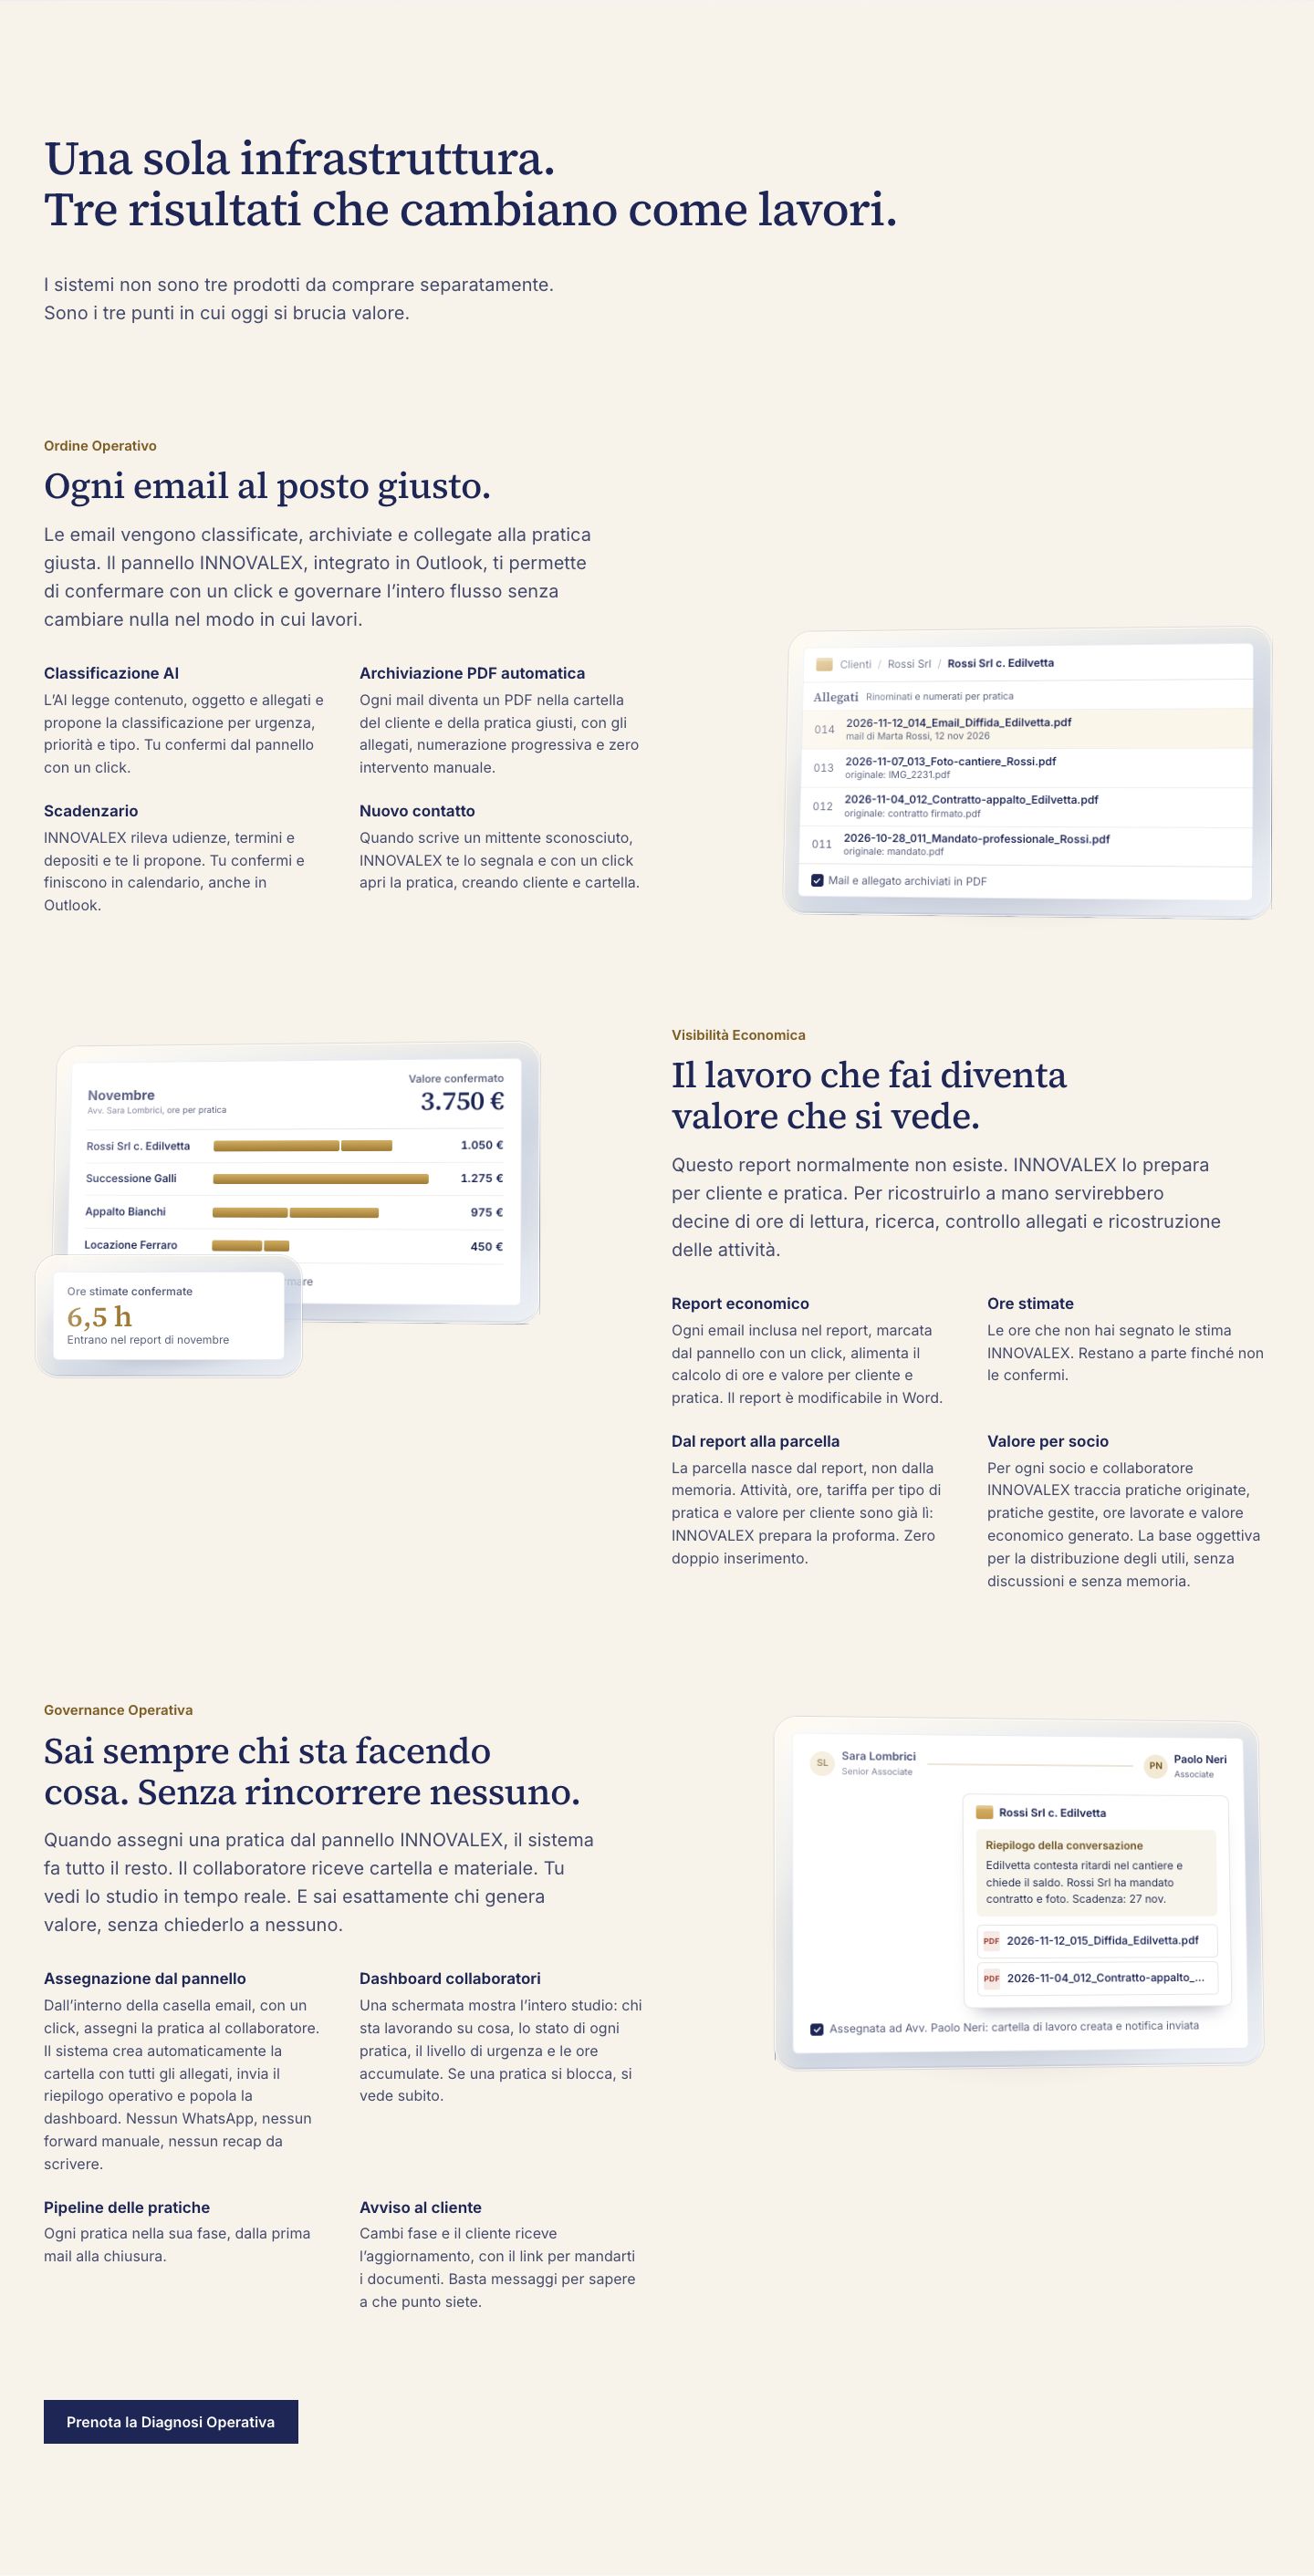 Una sola infrastruttura.
Tre risultati che cambiano come lavori.
I sistemi non sono tre prodotti da comprare separatamente.
Sono i tre punti in cui oggi si brucia valore.
Ordine Operativo
Ogni email al posto giusto.
Le email vengono classificate, archiviate e collegate alla pratica
giusta. Il pannello INNOVALEX, integrato in Outlook, ti permette
di confermare con un click e governare l’intero flusso senza
cambiare nulla nel modo in cui lavori.
Classificazione AI
L’AI legge contenuto, oggetto e allegati e
propone la classificazione per urgenza,
priorità e tipo. Tu confermi dal pannello
con un click.
Archiviazione PDF automatica
Ogni mail diventa un PDF nella cartella
del cliente e della pratica giusti, con gli
allegati, numerazione progressiva e zero
intervento manuale.
Scadenzario
INNOVALEX rileva udienze, termini e
depositi e te li propone. Tu confermi e
finiscono in calendario, anche in
Outlook.
Nuovo contatto
Quando scrive un mittente sconosciuto,
INNOVALEX te lo segnala e con un click
apri la pratica, creando cliente e cartella.
Clienti / Rossi Srl / Rossi Srl c. Edilvetta
Allegati Rinominati e numerati per pratica
014 2026-11-12_014_Email_Diffida_Edilvetta.pdf
mail di Marta Rossi, 12 nov 2026
013 2026-11-07_013_Foto-cantiere_Rossi.pdf
originale: IMG_2231.pdf
012 2026-11-04_012_Contratto-appalto_Edilvetta.pdf
originale: contratto firmato.pdf
011 2026-10-28_011_Mandato-professionale_Rossi.pdf
originale: mandato.pdf
Mail e allegato archiviati in PDF
Novembre
Avv. Sara Lombrici, ore per pratica
Valore confermato
3.750 €
Rossi Srl c. Edilvetta 1.050 €
Successione Galli 1.275 €
Appalto Bianchi 975 €
Locazione Ferraro 450 €
Ore stimate confermate
6,5 h
Entrano nel report di novembre
Visibilità Economica
Il lavoro che fai diventa
valore che si vede.
Questo report normalmente non esiste. INNOVALEX lo prepara
per cliente e pratica. Per ricostruirlo a mano servirebbero
decine di ore di lettura, ricerca, controllo allegati e ricostruzione
delle attività.
Report economico
Ogni email inclusa nel report, marcata
dal pannello con un click, alimenta il
calcolo di ore e valore per cliente e
pratica. Il report è modificabile in Word.
Ore stimate
Le ore che non hai segnato le stima
INNOVALEX. Restano a parte finché non
le confermi.
Dal report alla parcella
La parcella nasce dal report, non dalla
memoria. Attività, ore, tariffa per tipo di
pratica e valore per cliente sono già lì:
INNOVALEX prepara la proforma. Zero
doppio inserimento.
Valore per socio
Per ogni socio e collaboratore
INNOVALEX traccia pratiche originate,
pratiche gestite, ore lavorate e valore
economico generato. La base oggettiva
per la distribuzione degli utili, senza
discussioni e senza memoria.
Governance Operativa
Sai sempre chi sta facendo
cosa. Senza rincorrere nessuno.
Quando assegni una pratica dal pannello INNOVALEX, il sistema
fa tutto il resto. Il collaboratore riceve cartella e materiale. Tu
vedi lo studio in tempo reale. E sai esattamente chi genera
valore, senza chiederlo a nessuno.
Assegnazione dal pannello
Dall’interno della casella email, con un
click, assegni la pratica al collaboratore.
Il sistema crea automaticamente la
cartella con tutti gli allegati, invia il
riepilogo operativo e popola la
dashboard. Nessun WhatsApp, nessun
forward manuale, nessun recap da
scrivere.
Dashboard collaboratori
Una schermata mostra l’intero studio: chi
sta lavorando su cosa, lo stato di ogni
pratica, il livello di urgenza e le ore
accumulate. Se una pratica si blocca, si
vede subito.
Pipeline delle pratiche
Ogni pratica nella sua fase, dalla prima
mail alla chiusura.
Avviso al cliente
Cambi fase e il cliente riceve
l’aggiornamento, con il link per mandarti
i documenti. Basta messaggi per sapere
a che punto siete.
SL Sara Lombrici
Senior Associate
PN Paolo Neri
Associate
Rossi Srl c. Edilvetta
Riepilogo della conversazione
Edilvetta contesta ritardi nel cantiere e
chiede il saldo. Rossi Srl ha mandato
contratto e foto. Scadenza: 27 nov.
PDF 2026-11-12_015_Diffida_Edilvetta.pdf
PDF 2026-11-04_012_Contratto-appalto_...
Assegnata ad Avv. Paolo Neri: cartella di lavoro creata e notifica inviata
Prenota la Diagnosi Operativa